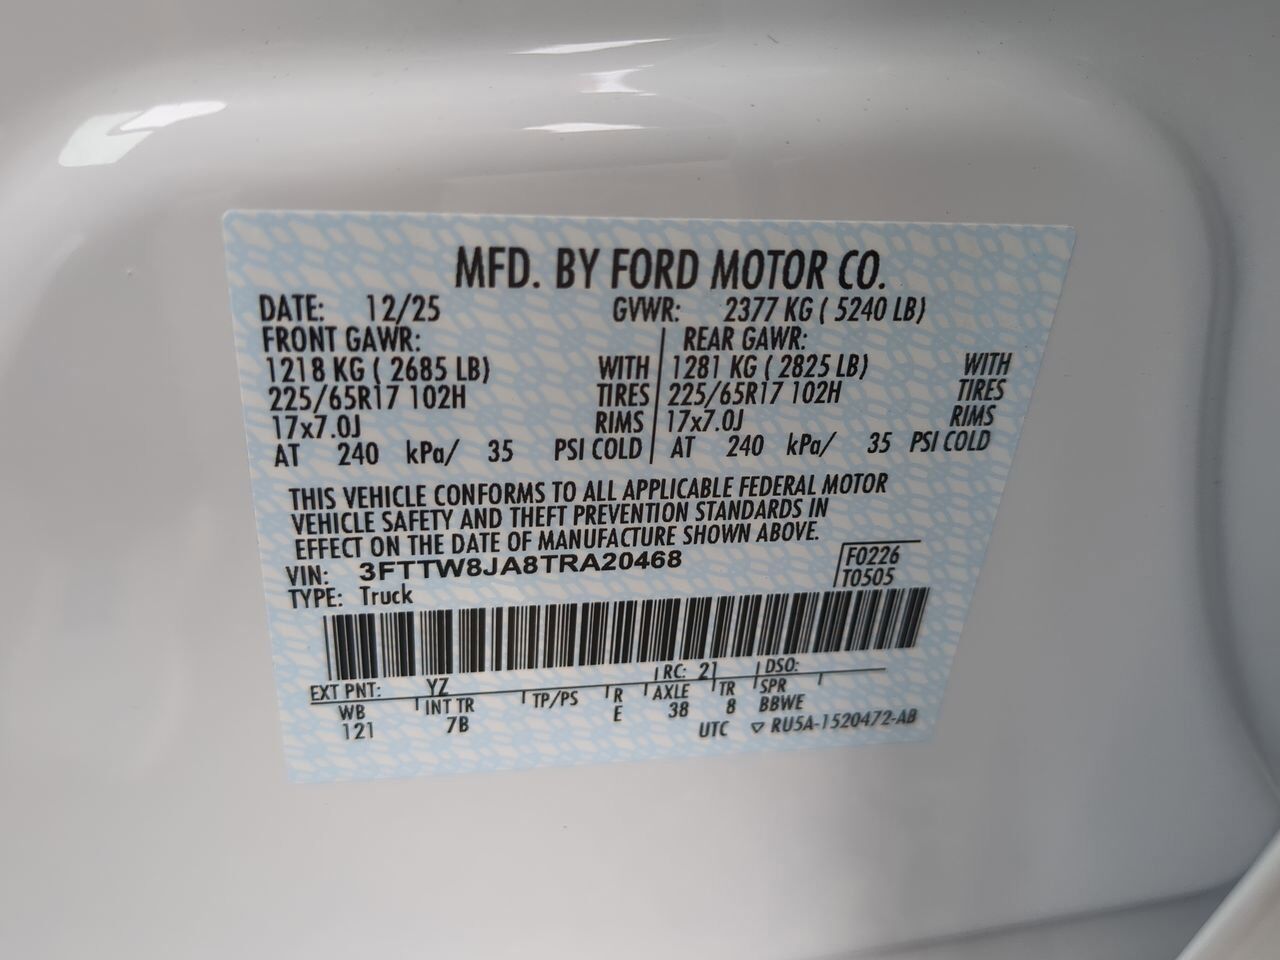 MFD. BY FORD MOTOR CO.
DATE: 12/25 GVWR: 2377 KG ( 5240 LB)
FRONT GAWR: REAR GAWR:
1218 KG ( 2685 LB) WITH 1281 KG ( 2825 LB) WITH
225/65R17 102H TIRES 225/65R17 102H TIRES
17x7.0J RIMS 17x7.0J RIMS
AT 240 kPa/ 35 PSI COLD AT 240 kPa/ 35 PSI COLD
THIS VEHICLE CONFORMS TO ALL APPLICABLE FEDERAL MOTOR
VEHICLE SAFETY AND THEFT PREVENTION STANDARDS IN
EFFECT ON THE DATE OF MANUFACTURE SHOWN ABOVE.
VIN: 3FTTW8JA8TRA20468 F0226
TYPE: Truck T0505
EXT PNT: YZ RC: 21 DSO:
WB INT TR TP/PS R AXLE TR SPR
121 7B E 38 8 BBWE
UTC ▽ RU5A-1520472-AB